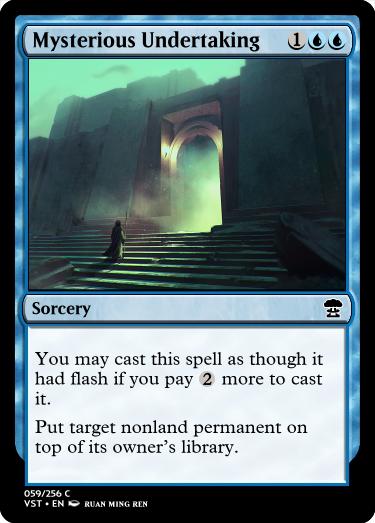 Mysterious Undertaking 1UU
Sorcery
You may cast this spell as though it
had flash if you pay 2 more to cast
it.
Put target nonland permanent on
top of its owner's library.
059/256 C
VST • EN RUAN MING REN